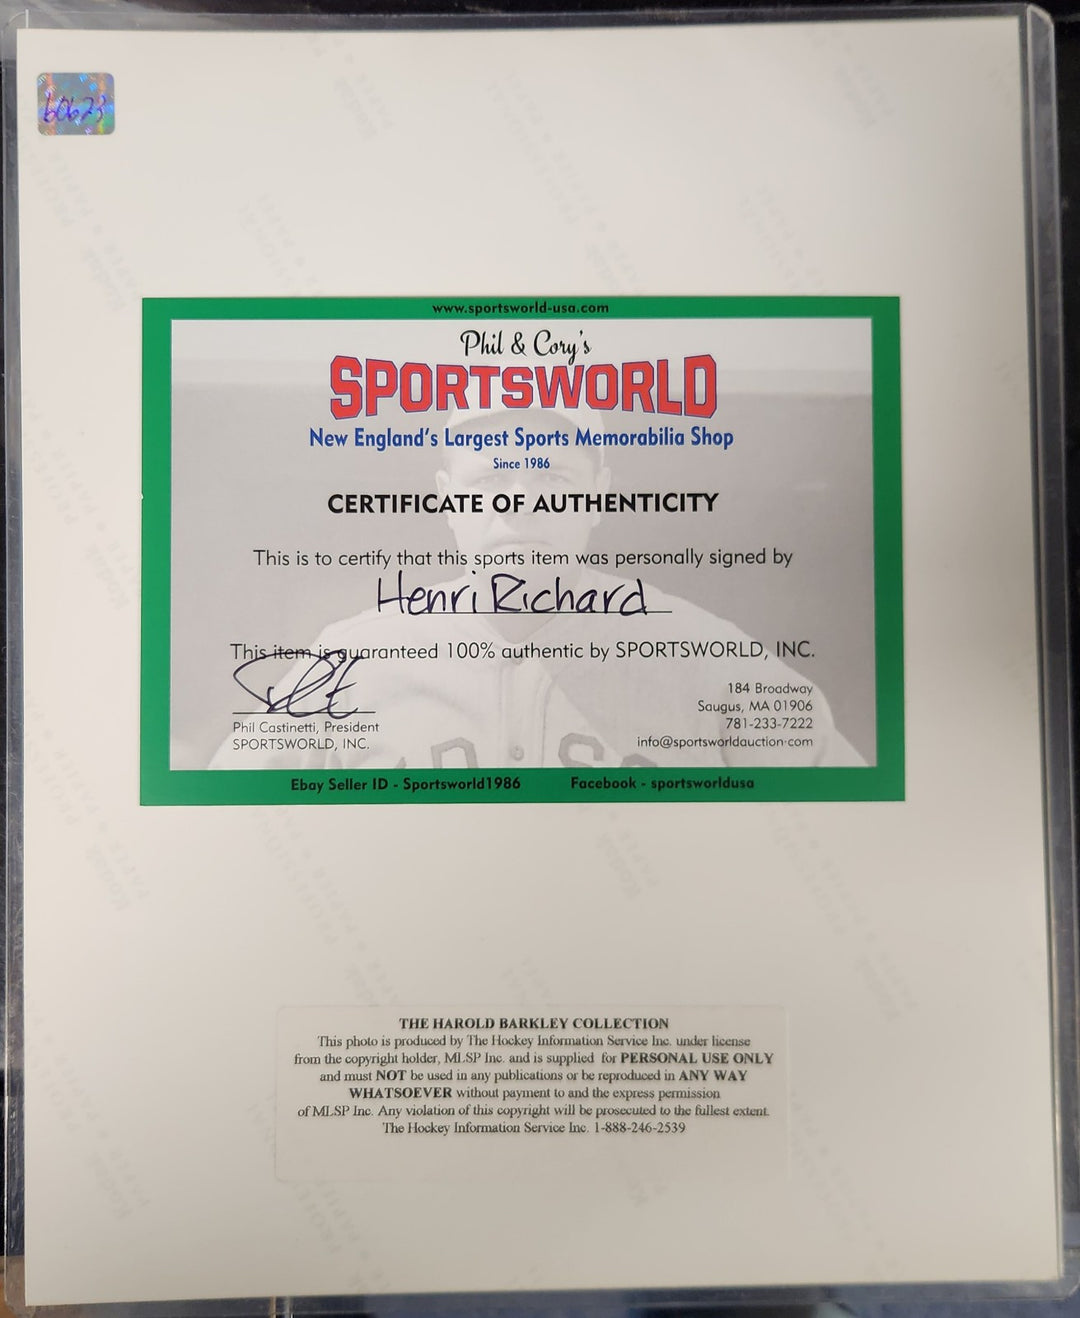 60623
www.sportsworld-usa.com
Phil & Cory's
SPORTSWORLD
New England's Largest Sports Memorabilia Shop
Since 1986
CERTIFICATE OF AUTHENTICITY
This is to certify that this sports item was personally signed by
Henri Richard
This item is guaranteed 100% authentic by SPORTSWORLD, INC.
Phil Castinetti, President
SPORTSWORLD, INC.
184 Broadway
Saugus, MA 01906
781-233-7222
info@sportsworldauction.com
Ebay Seller ID - Sportsworld1986 Facebook - sportsworldusa
THE HAROLD BARKLEY COLLECTION
This photo is produced by The Hockey Information Service Inc. under license
from the copyright holder, MLSP Inc. and is supplied for PERSONAL USE ONLY
and must NOT be used in any publications or be reproduced in ANY WAY
WHATSOEVER without payment to and the express permission
of MLSP Inc. Any violation of this copyright will be prosecuted to the fullest extent.
The Hockey Information Service Inc. 1-888-246-2539